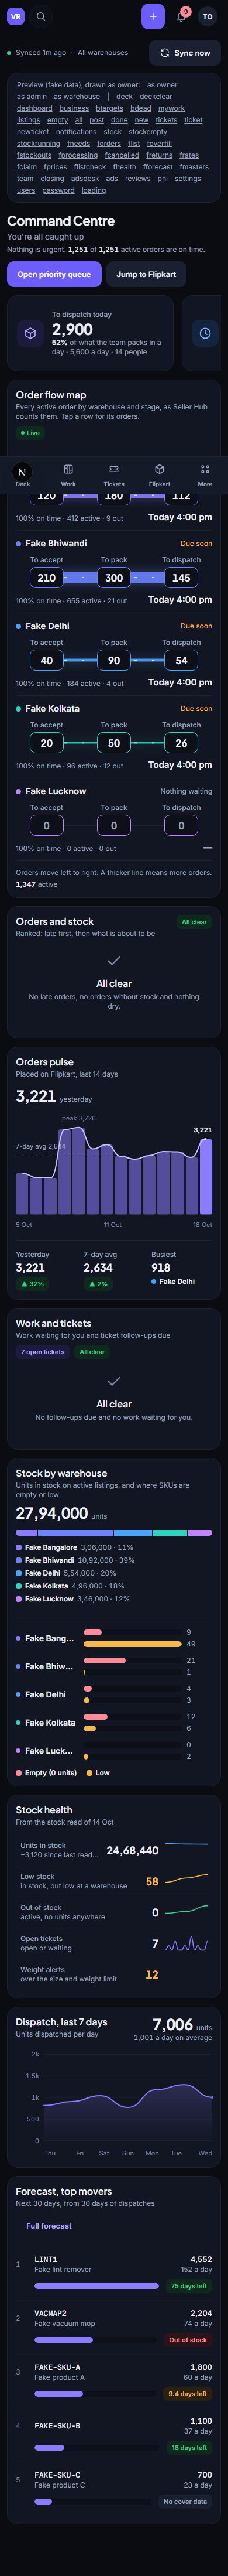 VR
+
9
TO
Synced 1m ago · All warehouses
Sync now
Preview (fake data), drawn as owner: as owner
as admin as warehouse | deck deckclear
dashboard business btargets bdead mywork
listings empty all post done new tickets ticket
newticket notifications stock stockempty
stockrunning fneeds forders flist foverfill
fstockouts fprocessing fcancelled freturns frates
fclaim fprices flistcheck fhealth fforecast fmasters
team closing adsdesk ads reviews pnl settings
users password loading
Command Centre
You're all caught up
Nothing is urgent. 1,251 of 1,251 active orders are on time.
Open priority queue
Jump to Flipkart
To dispatch today
2,900
52% of what the team packs in a
day · 5,600 a day · 14 people
Order flow map
Every active order by warehouse and stage, as Seller Hub
counts them. Tap a row for its orders.
Live
N
Deck
Work
Tickets
Flipkart
More
120
180
112
100% on time · 412 active · 9 out
Today 4:00 pm
Fake Bhiwandi
Due soon
To accept
To pack
To dispatch
210
300
145
100% on time · 655 active · 21 out
Today 4:00 pm
Fake Delhi
Due soon
To accept
To pack
To dispatch
40
90
54
100% on time · 184 active · 4 out
Today 4:00 pm
Fake Kolkata
Due soon
To accept
To pack
To dispatch
20
50
26
100% on time · 96 active · 12 out
Today 4:00 pm
Fake Lucknow
Nothing waiting
To accept
To pack
To dispatch
0
0
0
100% on time · 0 active · 0 out
—
Orders move left to right. A thicker line means more orders.
1,347 active
Orders and stock
All clear
Ranked: late first, then what is about to be
All clear
No late orders, no orders without stock and nothing
dry.
Orders pulse
Placed on Flipkart, last 14 days
3,221 yesterday
peak 3,726
3,221
7-day avg 2,634
5 Oct
11 Oct
18 Oct
Yesterday
7-day avg
Busiest
3,221
2,634
918
▲ 32%
▲ 2%
Fake Delhi
Work and tickets
Work waiting for you and ticket follow-ups due
7 open tickets
All clear
All clear
No follow-ups due and no work waiting for you.
Stock by warehouse
Units in stock on active listings, and where SKUs are
empty or low
27,94,000 units
Fake Bangalore 3,06,000 · 11%
Fake Bhiwandi 10,92,000 · 39%
Fake Delhi 5,54,000 · 20%
Fake Kolkata 4,96,000 · 18%
Fake Lucknow 3,46,000 · 12%
Fake Bang...
9
49
Fake Bhiw...
21
1
Fake Delhi
4
3
Fake Kolkata
12
6
Fake Luck...
0
2
Empty (0 units)
Low
Stock health
From the stock read of 14 Oct
Units in stock
−3,120 since last read...
24,68,440
Low stock
in stock, but low at a warehouse
58
Out of stock
active, no units anywhere
0
Open tickets
open or waiting
7
Weight alerts
over the size and weight limit
12
Dispatch, last 7 days
Units dispatched per day
7,006 units
1,001 a day on average
2k
1.5k
1k
500
0
Thu
Fri
Sat
Sun
Mon
Tue
Wed
Forecast, top movers
Next 30 days, from 30 days of dispatches
Full forecast
1
LINT1
4,552
Fake lint remover
152 a day
75 days left
2
VACMAP2
2,204
Fake vacuum mop
74 a day
Out of stock
3
FAKE-SKU-A
1,800
Fake product A
60 a day
9.4 days left
4
FAKE-SKU-B
1,100
37 a day
18 days left
5
FAKE-SKU-C
700
Fake product C
23 a day
No cover data